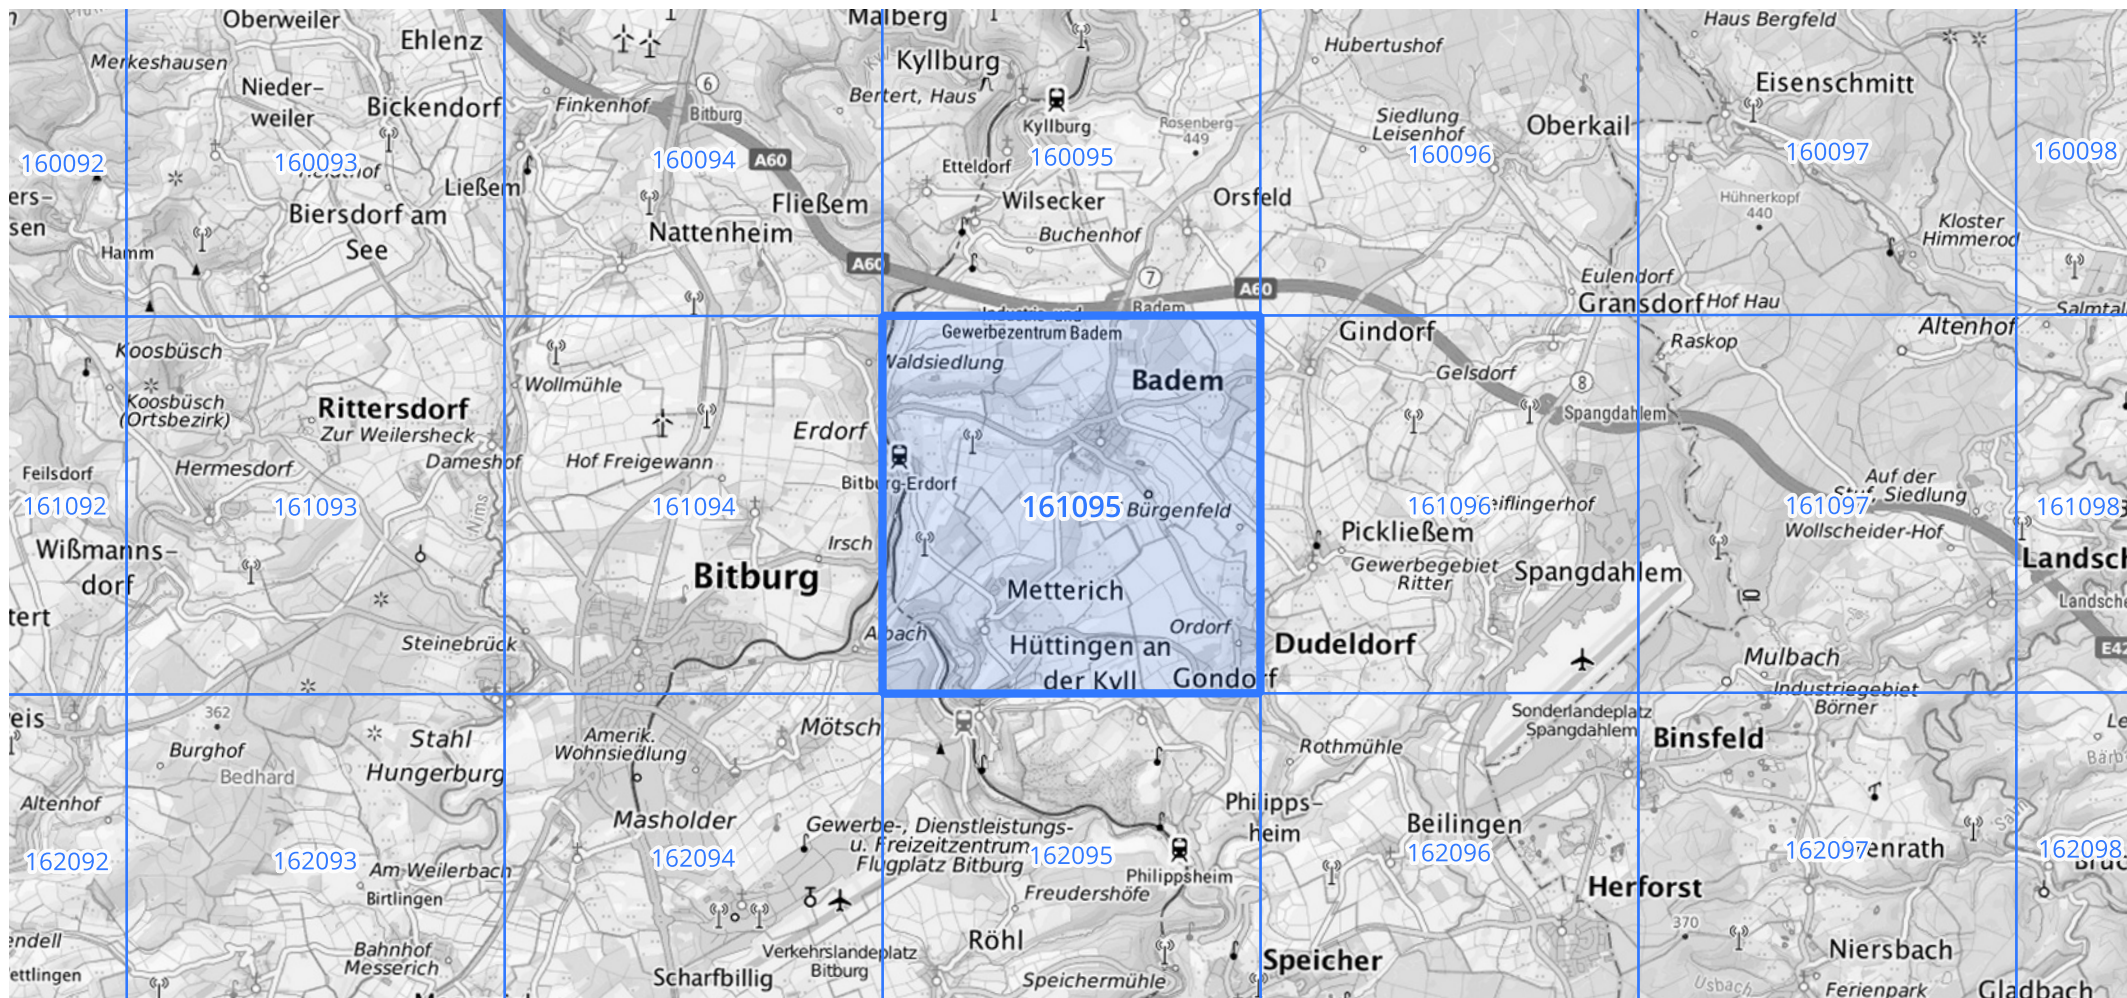 Oberweiler
Ehlenz
Malberg
Haus Bergfeld
Merkeshausen
Kyllburg
Hubertushof
Nieder-
weiler
Bickendorf
Finkenhof
6
Bitburg
Bertert, Haus
Kyllburg
Rosenberg
449
Siedlung
Leisenhof
Oberkail
Eisenschmitt
160092
160093
160094
A60
160095
160096
160097
160098
Etteldorf
Ließem
Biersdorf am
See
Fließem
Wilsecker
Orsfeld
Hühnerkopf
440
Nattenheim
Buchenhof
Kloster
Himmerod
Hamm
A60
7
A60
Eulendorf
Gransdorf
Hof Hau
Badem
Gewerbezentrum Badem
Gindorf
Raskop
Altenhof
Koosbüsch
Waldsiedlung
Gelsdorf
Wollmühle
Badem
8
Koosbüsch
(Ortsbezirk)
Rittersdorf
Zur Weilersheck
Spangdahlem
Erdorf
Hermesdorf
Dameshof
Hof Freigewann
Feilsdorf
Bitburg-Erdorf
Auf der
Siedlung
161092
161093
Nims
161094
161095
Bürgenfeld
161096
161097
161098
Wollscheider-Hof
Wißmanns-
dorf
Irsch
Pickließem
Gewerbegebiet
Ritter
Bitburg
Metterich
Spangdahlem
Steinebrück
Albach
Ordorf
Hüttingen an
der Kyll
Gondorf
Dudeldorf
Mulbach
Industriegebiet
Börner
362
Burghof
Bedhard
Stahl
Hungerburg
Amerik.
Wohnsiedlung
Mötsch
Rothmühle
Sonderlandeplatz
Spangdahlem
Binsfeld
Altenhof
Masholder
Gewerbe-, Dienstleistungs-
u. Freizeitzentrum
Flugplatz Bitburg
Philipps-
heim
Beilingen
162092
162093
162094
162095
162096
162097
162098
Am Weilerbach
Birtlingen
Philippsheim
Freudershöfe
Herforst
Bahnhof
Messerich
Verkehrslandeplatz
Bitburg
Röhl
370
Niersbach
Scharfbillig
Speichermühle
Speicher
Usbach
Ferienpark
Gladbach